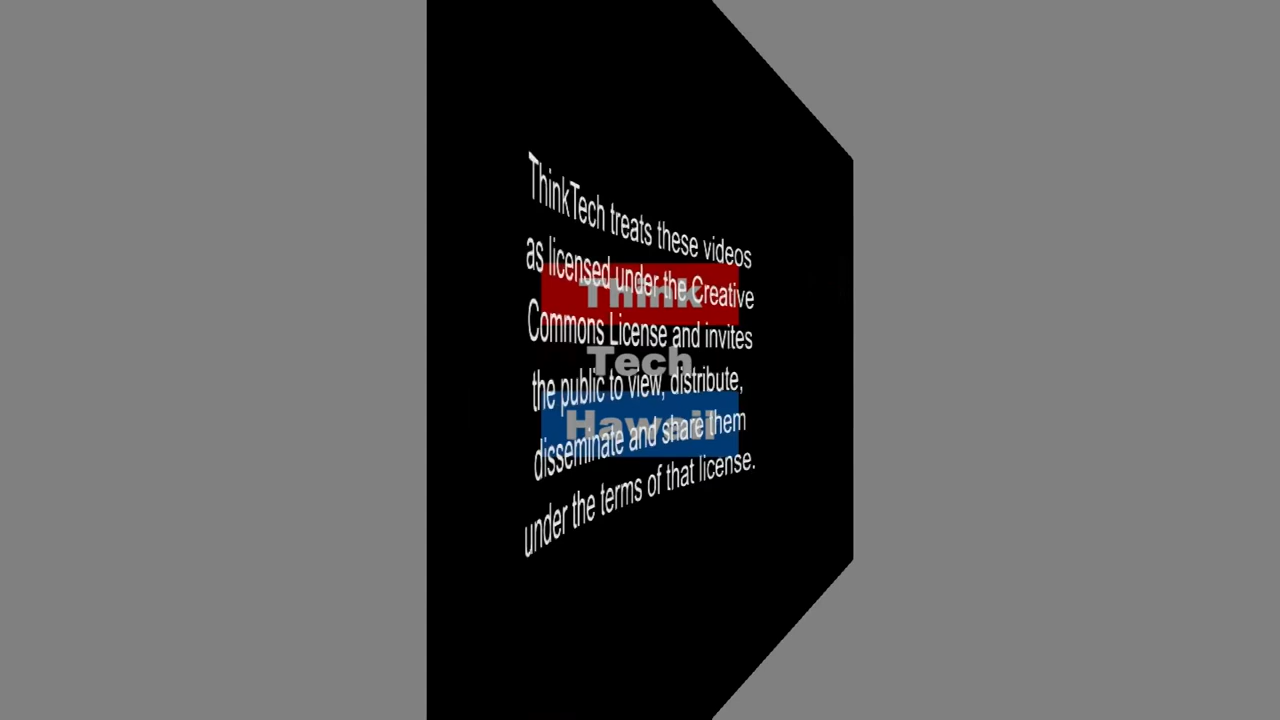 ThinkTech treats these videos
as licensed under the Creative
Commons License and invites
the public to view, distribute,
disseminate and share them
under the terms of that license.
Think
Tech
Hawaii